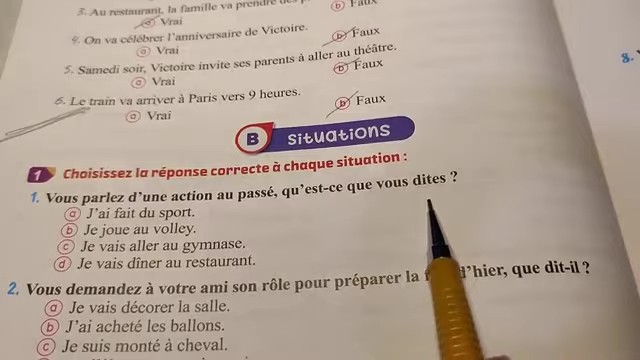 3. Au restaurant, la famille va prendre des
a Vrai b Faux
4. On va célébrer l'anniversaire de Victoire.
a Vrai b Faux
5. Samedi soir, Victoire invite ses parents à aller au théâtre.
a Vrai b Faux
6. Le train va arriver à Paris vers 9 heures.
a Vrai b Faux
B Situations
1 Choisissez la réponse correcte à chaque situation :
1. Vous parlez d'une action au passé, qu'est-ce que vous dites ?
a J'ai fait du sport.
b Je joue au volley.
c Je vais aller au gymnase.
d Je vais dîner au restaurant.
2. Vous demandez à votre ami son rôle pour préparer la d'hier, que dit-il ?
a Je vais décorer la salle.
b J'ai acheté les ballons.
c Je suis monté à cheval.
8.